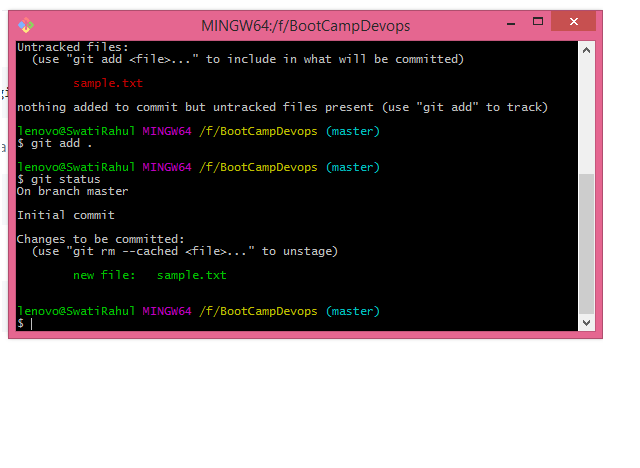 MINGW64:/f/BootCampDevops
Untracked files:
  (use "git add <file>..." to include in what will be committed)
        sample.txt
nothing added to commit but untracked files present (use "git add" to track)
lenovo@SwatiRahul MINGW64 /f/BootCampDevops (master)
$ git add .
lenovo@SwatiRahul MINGW64 /f/BootCampDevops (master)
$ git status
On branch master
Initial commit
Changes to be committed:
  (use "git rm --cached <file>..." to unstage)
        new file:   sample.txt
lenovo@SwatiRahul MINGW64 /f/BootCampDevops (master)
$